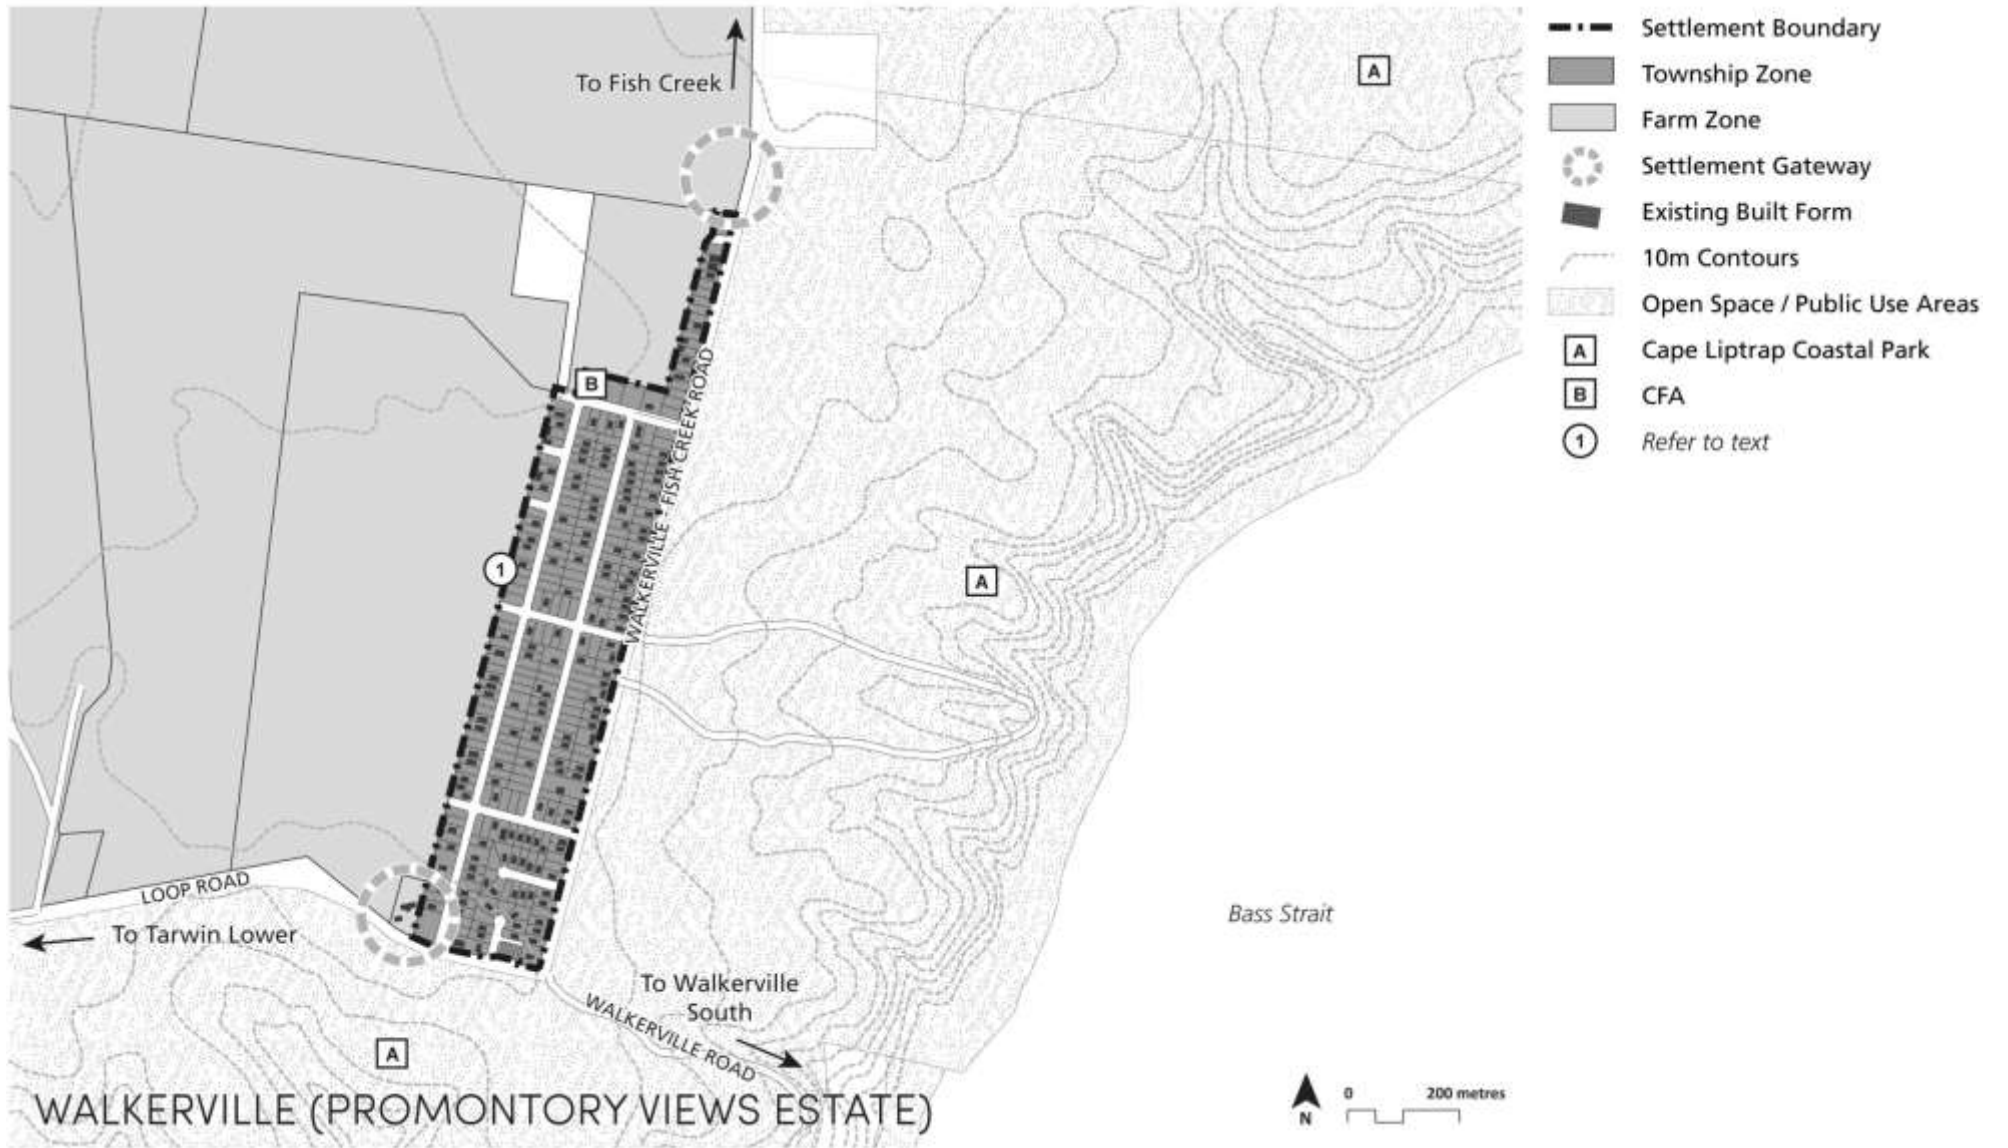 To Fish Creek
A
B
WALKERVILLE - FISH CREEK ROAD
1
A
LOOP ROAD
To Tarwin Lower
To Walkerville
South
WALKERVILLE ROAD
A
Bass Strait
WALKERVILLE (PROMONTORY VIEWS ESTATE)
N
0 200 metres
Settlement Boundary
Township Zone
Farm Zone
Settlement Gateway
Existing Built Form
10m Contours
Open Space / Public Use Areas
A Cape Liptrap Coastal Park
B CFA
1 Refer to text